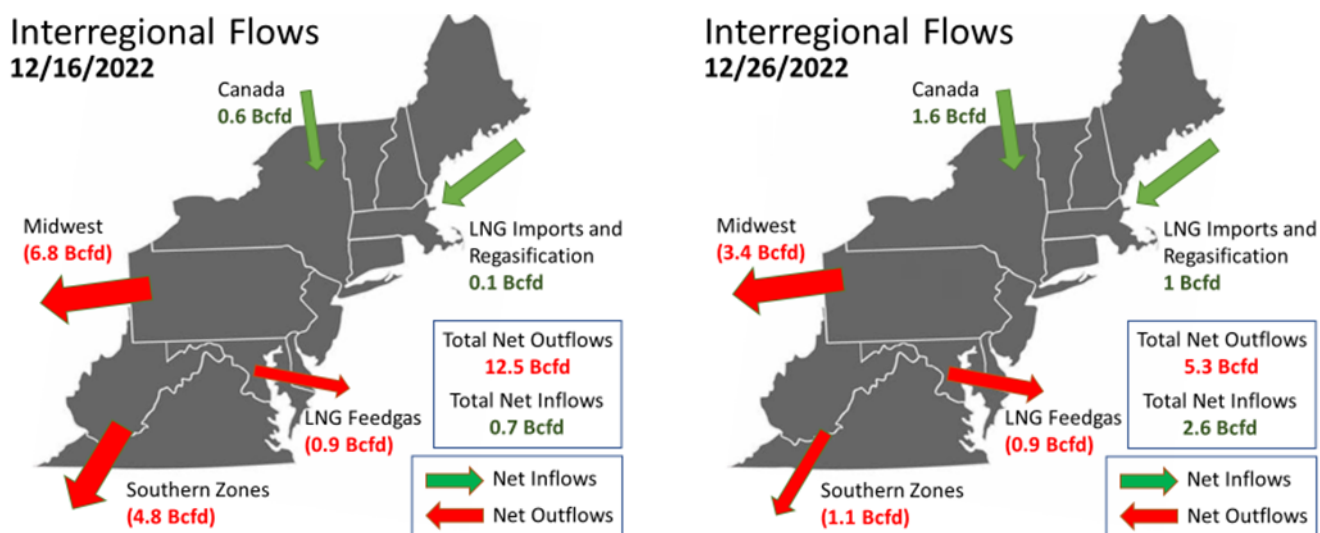 Interregional Flows
12/16/2022
Canada
0.6 Bcfd
Midwest
(6.8 Bcfd)
LNG Imports and
Regasification
0.1 Bcfd
Total Net Outflows
12.5 Bcfd
Total Net Inflows
0.7 Bcfd
LNG Feedgas
(0.9 Bcfd)
Southern Zones
(4.8 Bcfd)
Net Inflows
Net Outflows
Interregional Flows
12/26/2022
Canada
1.6 Bcfd
Midwest
(3.4 Bcfd)
LNG Imports and
Regasification
1 Bcfd
Total Net Outflows
5.3 Bcfd
Total Net Inflows
2.6 Bcfd
LNG Feedgas
(0.9 Bcfd)
Southern Zones
(1.1 Bcfd)
Net Inflows
Net Outflows